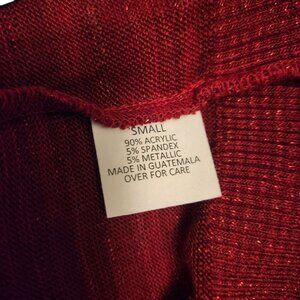 SMALL
90% ACRYLIC
5% SPANDEX
5% METALLIC
MADE IN GUATEMALA
OVER FOR CARE